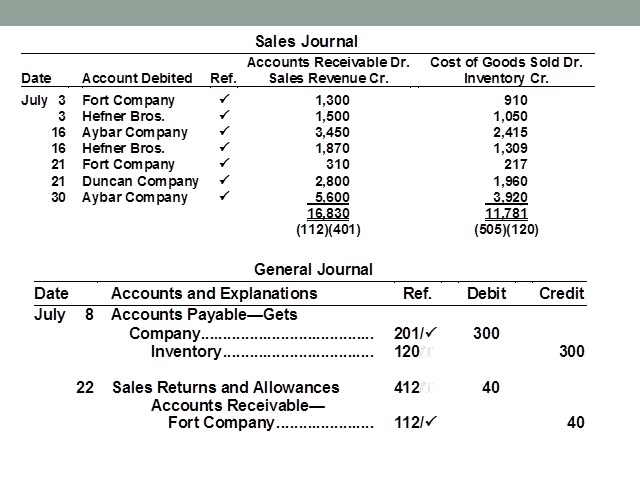 Sales Journal
Accounts Receivable Dr. Cost of Goods Sold Dr.
Date Account Debited Ref. Sales Revenue Cr. Inventory Cr.
July 3 Fort Company ✓ 1,300 910
3 Hefner Bros. ✓ 1,500 1,050
16 Aybar Company ✓ 3,450 2,415
16 Hefner Bros. ✓ 1,870 1,309
21 Fort Company ✓ 310 217
21 Duncan Company ✓ 2,800 1,960
30 Aybar Company ✓ 5,600 3,920
16,830 11,781
(112)(401) (505)(120)
General Journal
Date Accounts and Explanations Ref. Debit Credit
July 8 Accounts Payable—Gets
Company..................................... 201/✓ 300
Inventory................................. 120 300
22 Sales Returns and Allowances 412 40
Accounts Receivable—
Fort Company...................... 112/✓ 40